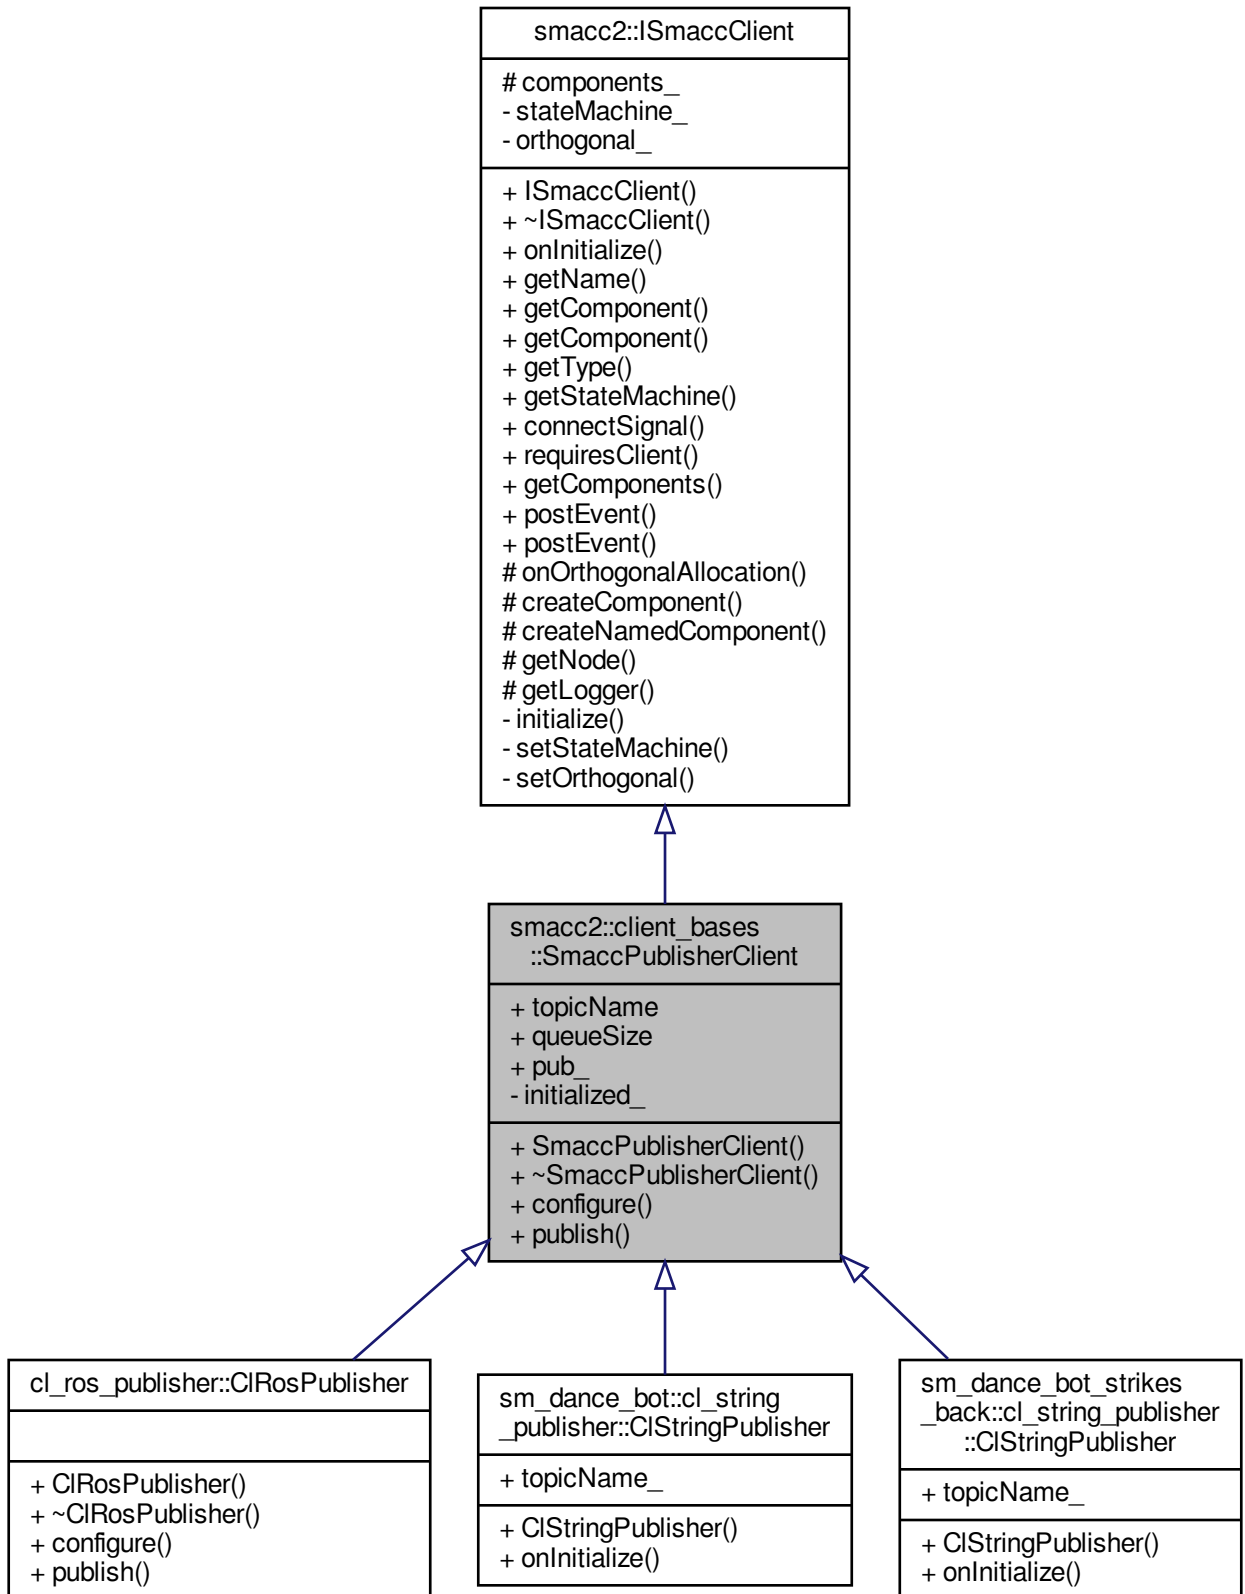 smacc2::ISmaccClient
# components_
- stateMachine_
- orthogonal_
+ ISmaccClient()
+ ~ISmaccClient()
+ onInitialize()
+ getName()
+ getComponent()
+ getComponent()
+ getType()
+ getStateMachine()
+ connectSignal()
+ requiresClient()
+ getComponents()
+ postEvent()
+ postEvent()
# onOrthogonalAllocation()
# createComponent()
# createNamedComponent()
# getNode()
# getLogger()
- initialize()
- setStateMachine()
- setOrthogonal()
smacc2::client_bases
::SmaccPublisherClient
+ topicName
+ queueSize
+ pub_
- initialized_
+ SmaccPublisherClient()
+ ~SmaccPublisherClient()
+ configure()
+ publish()
cl_ros_publisher::ClRosPublisher
+ ClRosPublisher()
+ ~ClRosPublisher()
+ configure()
+ publish()
sm_dance_bot::cl_string
_publisher::ClStringPublisher
+ topicName_
+ ClStringPublisher()
+ onInitialize()
sm_dance_bot_strikes
_back::cl_string_publisher
::ClStringPublisher
+ topicName_
+ ClStringPublisher()
+ onInitialize()